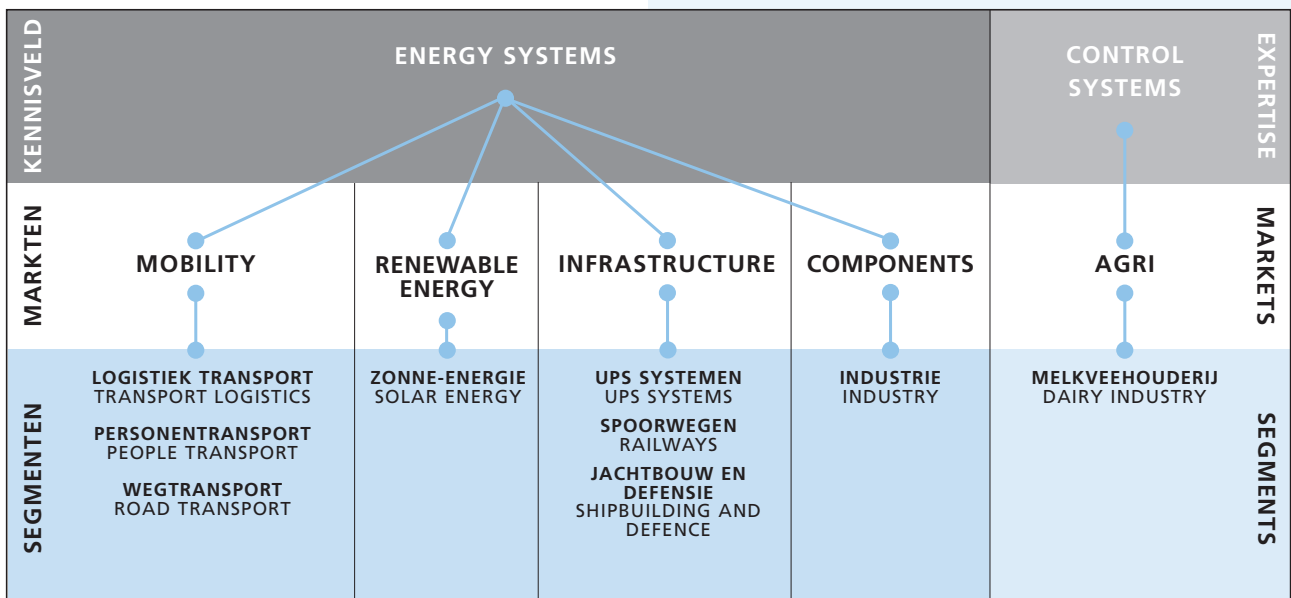 KENNISVELD
ENERGY SYSTEMS
CONTROL
SYSTEMS
EXPERTISE
MARKTEN
MOBILITY
RENEWABLE
ENERGY
INFRASTRUCTURE
COMPONENTS
AGRI
MARKETS
SEGMENTEN
LOGISTIEK TRANSPORT
TRANSPORT LOGISTICS
PERSONENTRANSPORT
PEOPLE TRANSPORT
WEGTRANSPORT
ROAD TRANSPORT
ZONNE-ENERGIE
SOLAR ENERGY
UPS SYSTEMEN
UPS SYSTEMS
SPOORWEGEN
RAILWAYS
JACHTBOUW EN
DEFENSIE
SHIPBUILDING AND
DEFENCE
INDUSTRIE
INDUSTRY
MELKVEEHOUDERIJ
DAIRY INDUSTRY
SEGMENTS